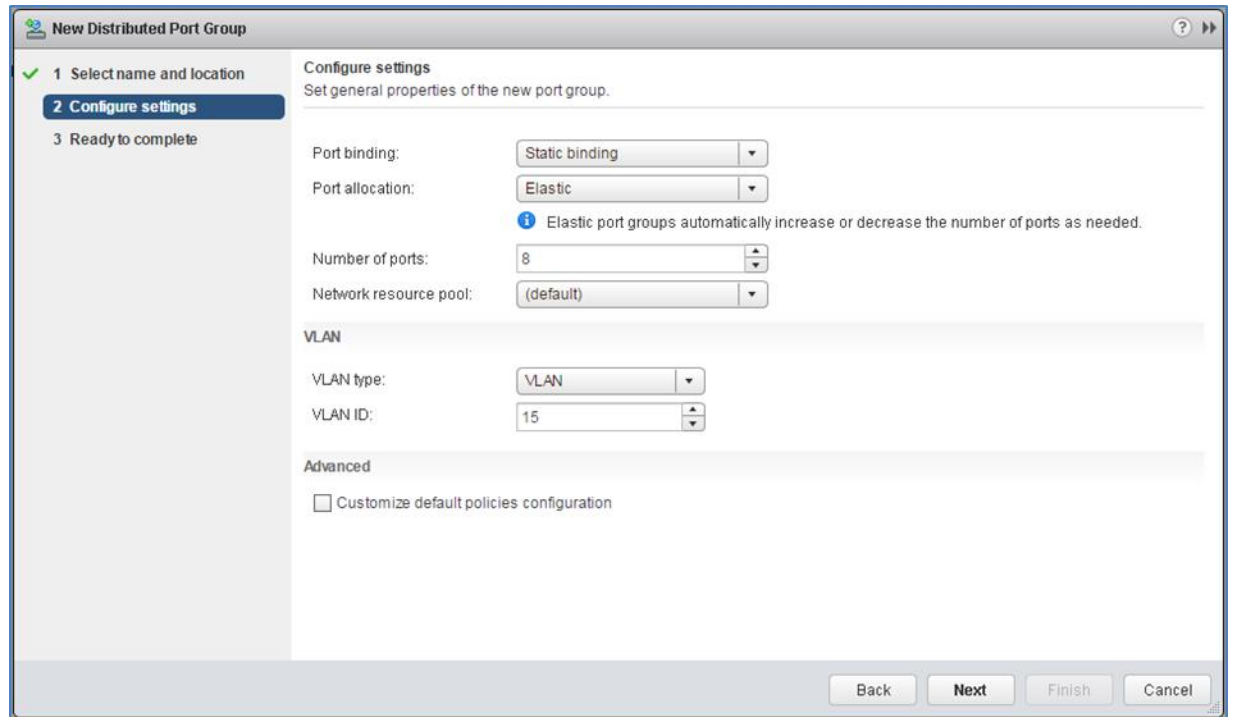 New Distributed Port Group
1 Select name and location
2 Configure settings
3 Ready to complete
Configure settings
Set general properties of the new port group.
Port binding: Static binding
Port allocation: Elastic
Elastic port groups automatically increase or decrease the number of ports as needed.
Number of ports: 8
Network resource pool: (default)
VLAN
VLAN type: VLAN
VLAN ID: 15
Advanced
Customize default policies configuration
Back Next Finish Cancel